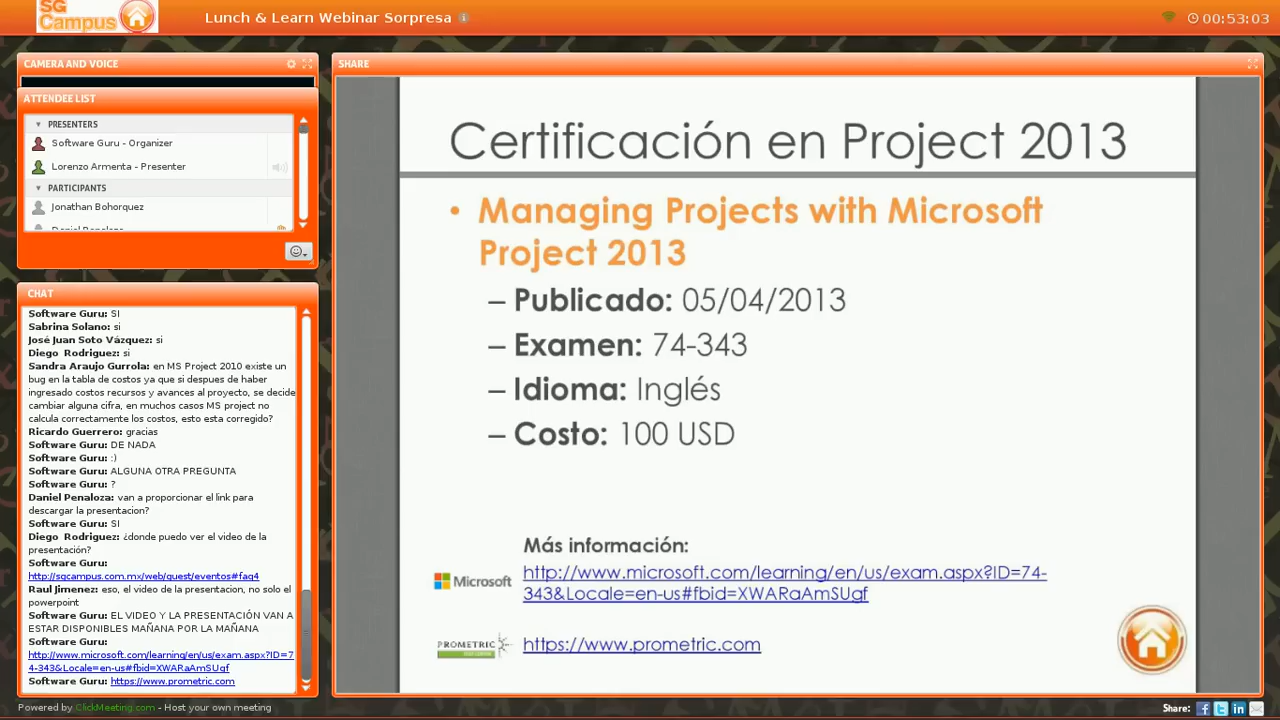 SG
Campus
Lunch & Learn Webinar Sorpresa
00:53:03
CAMERA AND VOICE
ATTENDEE LIST
PRESENTERS
Software Guru - Organizer
Lorenzo Armenta - Presenter
PARTICIPANTS
Jonathan Bohorquez
Daniel Penaloza
CHAT
Software Guru: SI
Sabrina Solano: si
José Juan Soto Vázquez: si
Diego Rodriguez: si
Sandra Araujo Gurrola: en MS Project 2010 existe un
bug en la tabla de costos ya que si despues de haber
ingresado costos recursos y avances al proyecto, se decide
cambiar alguna cifra, en muchos casos MS project no
calcula correctamente los costos, esto esta corregido?
Ricardo Guerrero: gracias
Software Guru: DE NADA
Software Guru: :)
Software Guru: ALGUNA OTRA PREGUNTA
Software Guru: ?
Daniel Penaloza: van a proporcionar el link para
descargar la presentacion?
Software Guru: SI
Diego Rodriguez: ¿donde puedo ver el video de la
presentación?
Software Guru:
http://sgcampus.com.mx/web/guest/eventos#faq4
Raul Jimenez: eso, el video de la presentacion, no solo el
powerpoint
Software Guru: EL VIDEO Y LA PRESENTACIÓN VAN A
ESTAR DISPONIBLES MAÑANA POR LA MAÑANA
Software Guru:
http://www.microsoft.com/learning/en/us/exam.aspx?ID=7
4-343&Locale=en-us#fbid=XWARaAmSUgf
Software Guru: https://www.prometric.com
SHARE
Certificación en Project 2013
• Managing Projects with Microsoft
Project 2013
– Publicado: 05/04/2013
– Examen: 74-343
– Idioma: Inglés
– Costo: 100 USD
Más información:
Microsoft
http://www.microsoft.com/learning/en/us/exam.aspx?ID=74-
343&Locale=en-us#fbid=XWARaAmSUgf
PROMETRIC
https://www.prometric.com
Powered by ClickMeeting.com - Host your own meeting
Share: